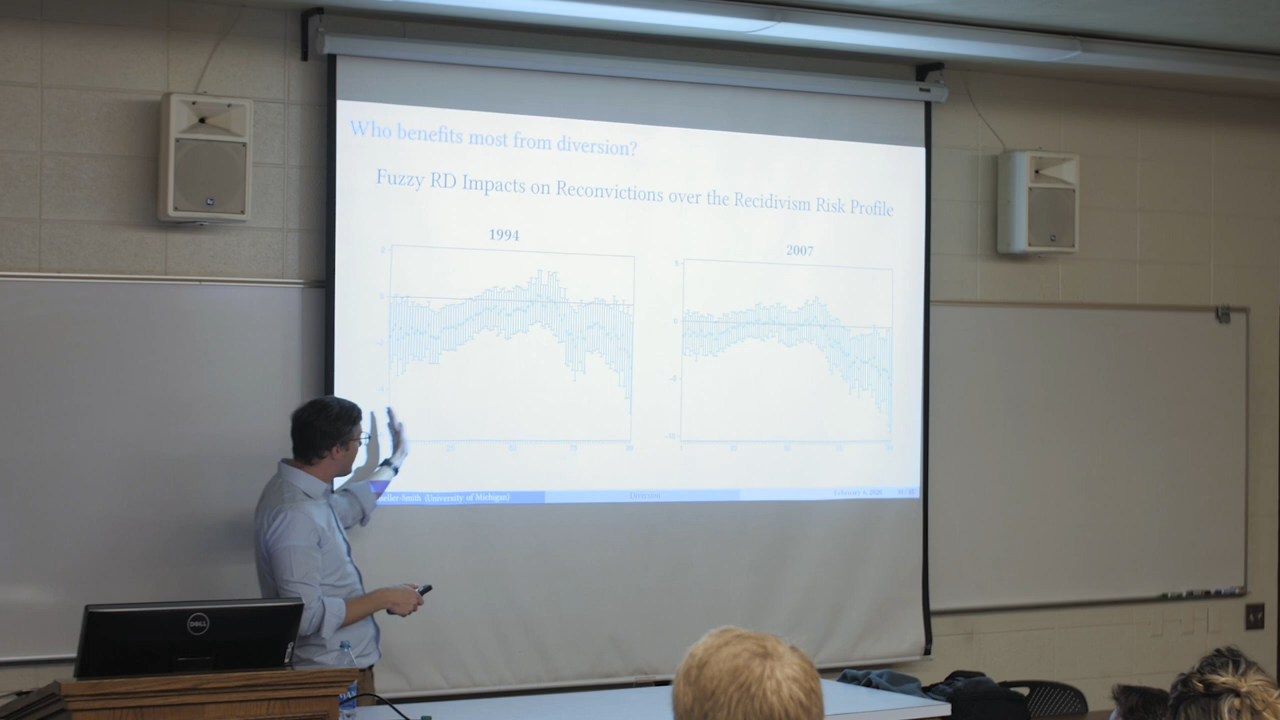 Who benefits most from diversion?
Fuzzy RD Impacts on Reconvictions over the Recidivism Risk Profile
1994
2007
eller-Smith (University of Michigan)
Diversion
DELL